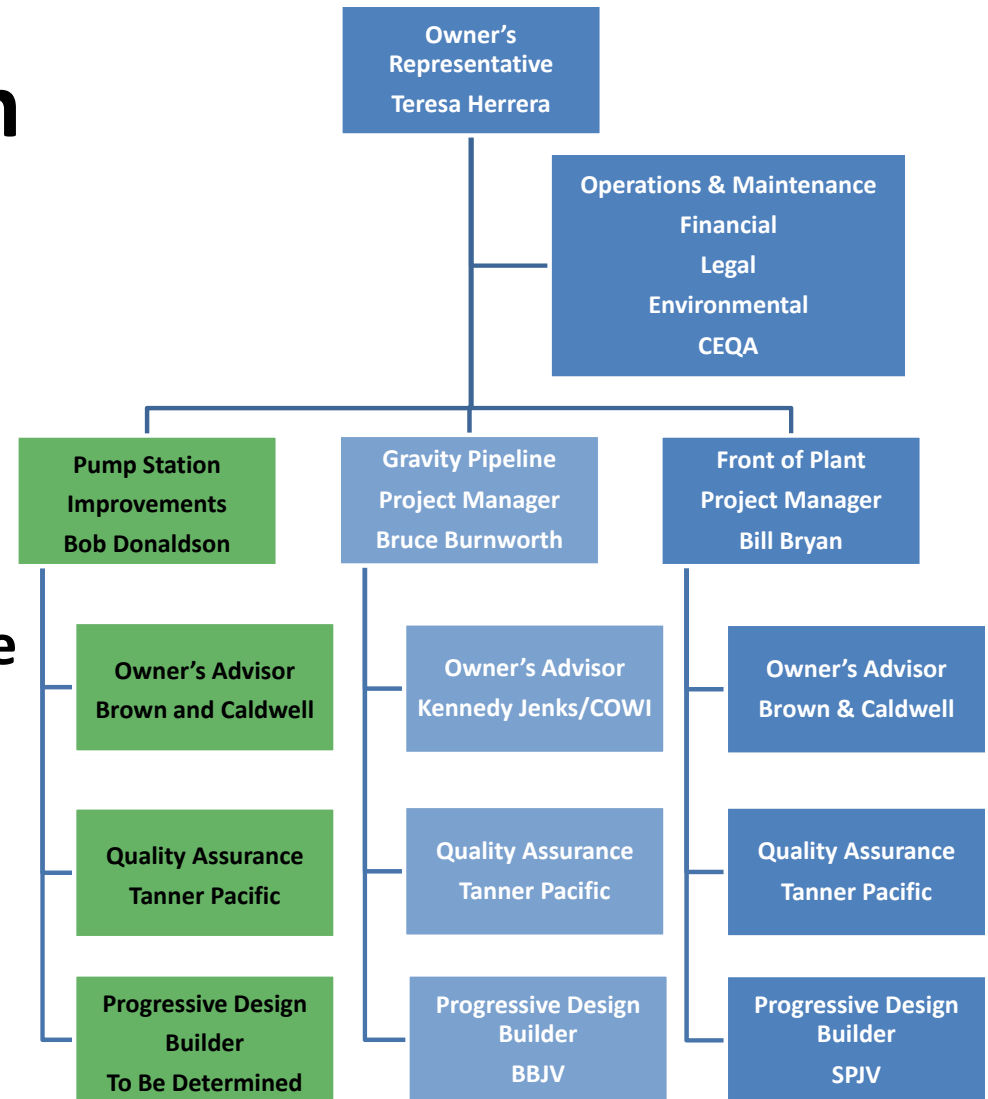 Owner’s
Representative
Teresa Herrera
Operations & Maintenance
Financial
Legal
Environmental
CEQA
Pump Station
Improvements
Bob Donaldson
Gravity Pipeline
Project Manager
Bruce Burnworth
Front of Plant
Project Manager
Bill Bryan
Owner’s Advisor
Brown and Caldwell
Owner’s Advisor
Kennedy Jenks/COWI
Owner’s Advisor
Brown & Caldwell
Quality Assurance
Tanner Pacific
Quality Assurance
Tanner Pacific
Quality Assurance
Tanner Pacific
Progressive Design
Builder
To Be Determined
Progressive Design
Builder
BBJV
Progressive Design
Builder
SPJV